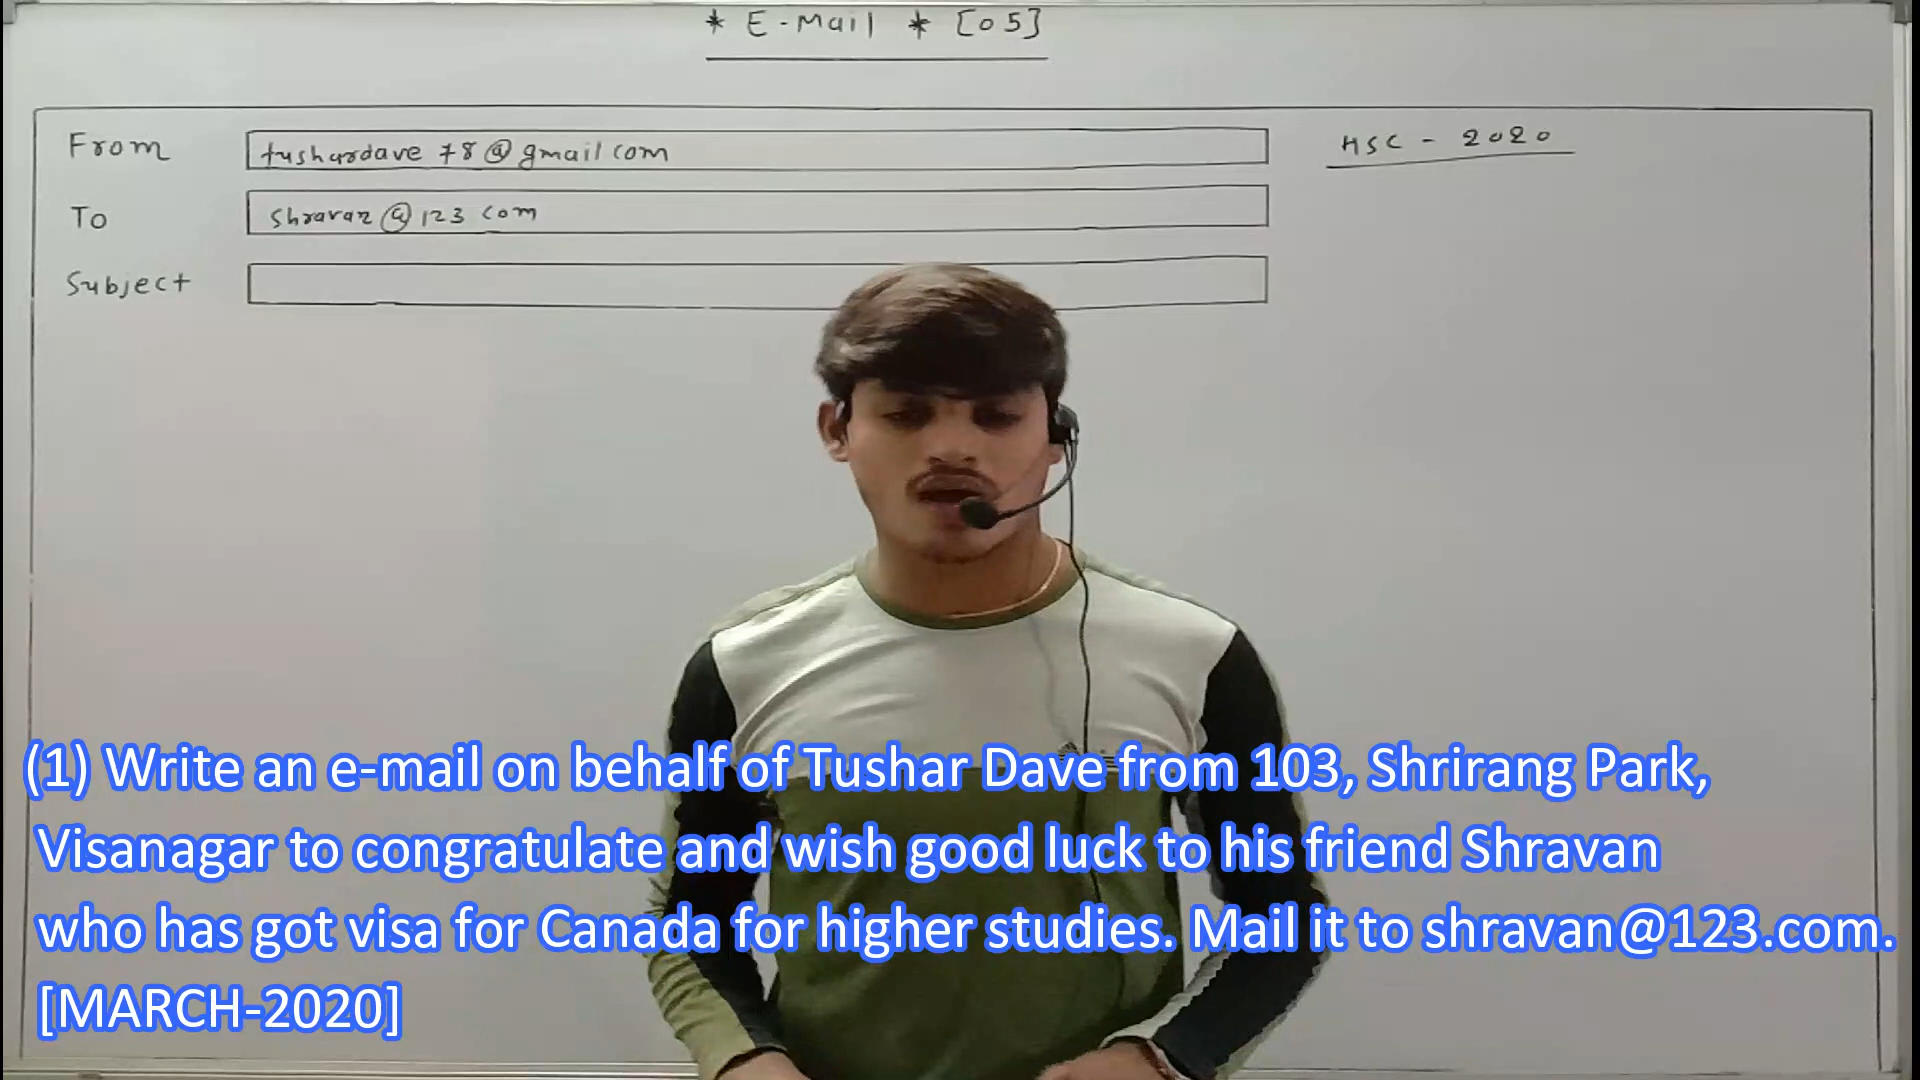 * E-Mail * [05]
From tushardave 78@gmail com
HSC - 2020
To shravan@123 com
Subject
(1) Write an e-mail on behalf of Tushar Dave from 103, Shrirang Park,
Visanagar to congratulate and wish good luck to his friend Shravan
who has got visa for Canada for higher studies. Mail it to shravan@123.com.
[MARCH-2020]